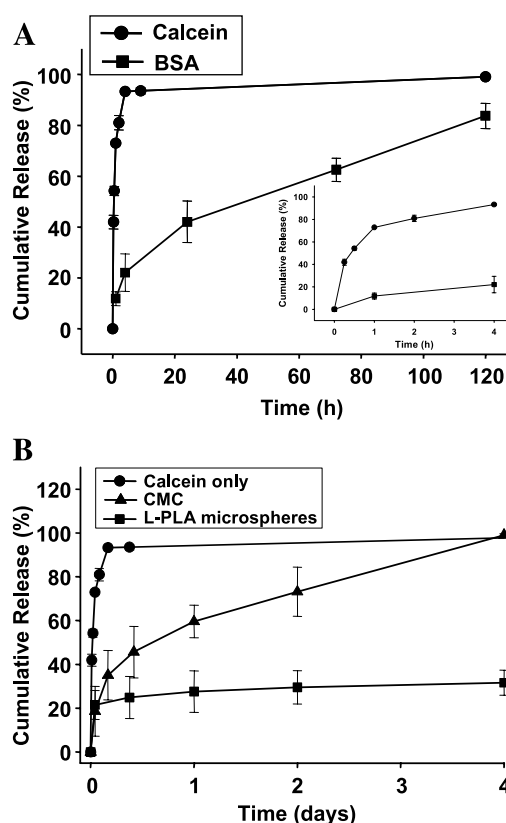 A
Calcein
BSA
Cumulative Release (%)
100
80
60
40
20
0
0 20 40 60 80 100 120
Time (h)
Cumulative Release (%)
100
80
60
40
20
0
0 1 2 3 4
Time (h)
B
Calcein only
CMC
L-PLA microspheres
Cumulative Release (%)
120
100
80
60
40
20
0
0 1 2 3 4
Time (days)